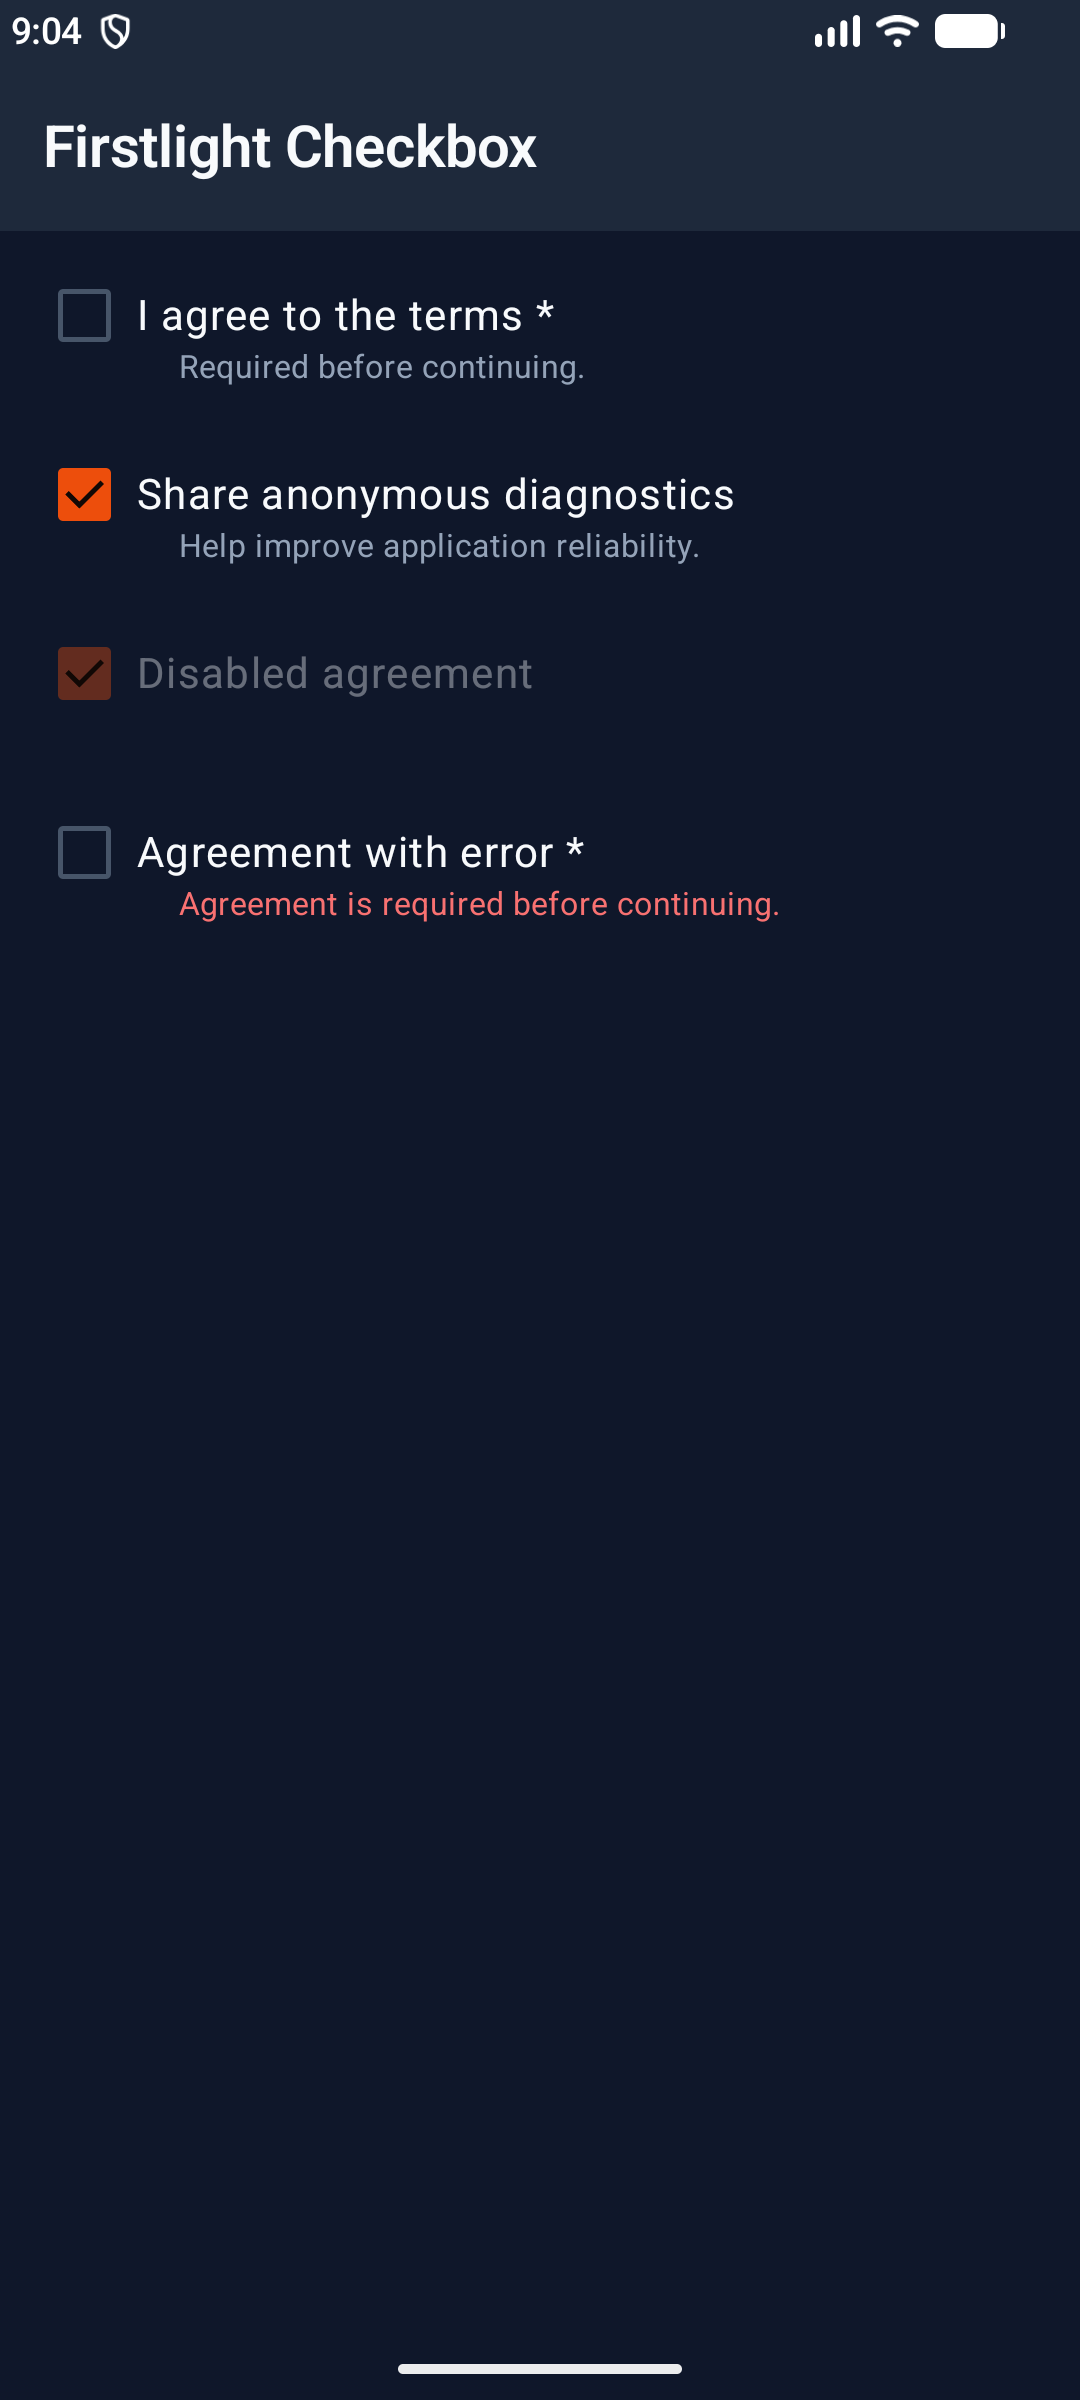 9:04
Firstlight Checkbox
I agree to the terms *
Required before continuing.
Share anonymous diagnostics
Help improve application reliability.
Disabled agreement
Agreement with error *
Agreement is required before continuing.